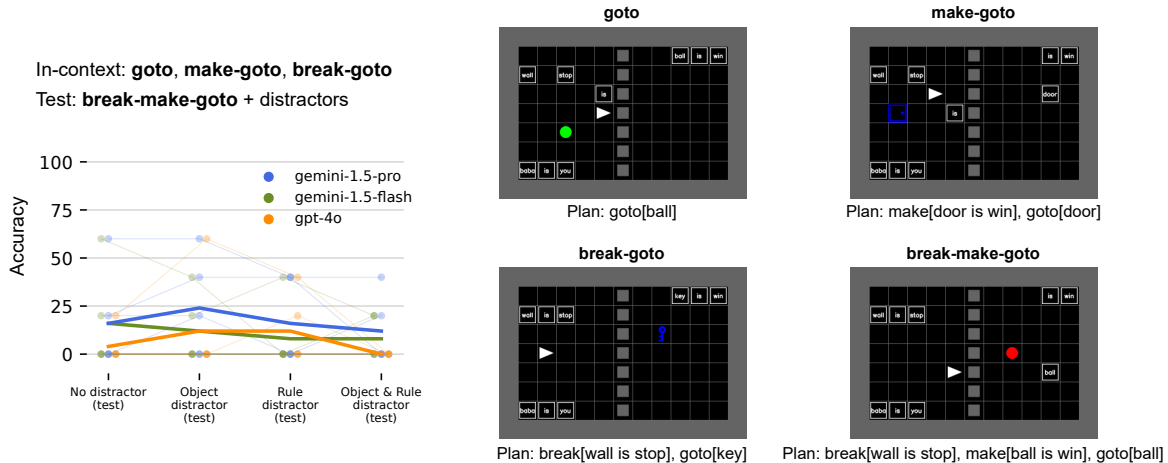 In-context: goto, make-goto, break-goto
Test: break-make-goto + distractors
Accuracy
100
75
50
25
0
gemini-1.5-pro
gemini-1.5-flash
gpt-4o
No distractor
(test)
Object
distractor
(test)
Rule
distractor
(test)
Object & Rule
distractor
(test)
goto
ball is win
wall stop
is
baba is you
Plan: goto[ball]
make-goto
is win
wall stop
door
is
baba is you
Plan: make[door is win], goto[door]
break-goto
key is win
wall is stop
baba is you
Plan: break[wall is stop], goto[key]
break-make-goto
is win
wall is stop
ball
baba is you
Plan: break[wall is stop], make[ball is win], goto[ball]